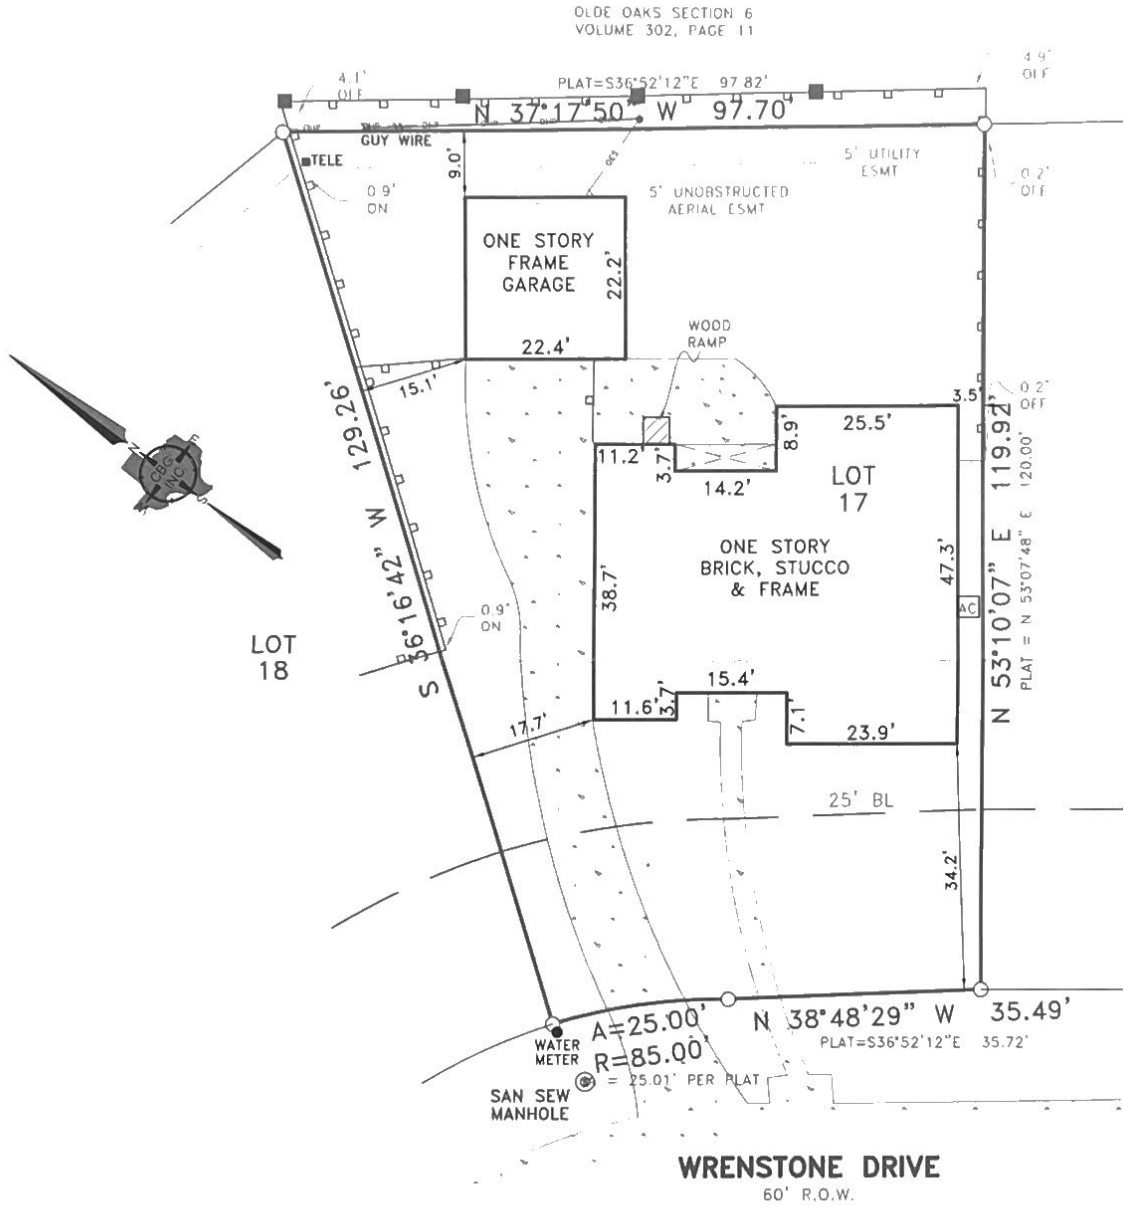 OLDE OAKS SECTION 6
VOLUME 302, PAGE 11
4.9'
OFF
4.1'
OFF
PLAT=S36°52'12"E 97.82'
N 37°17'50" W 97.70'
GUY WIRE
TELE
9.0'
5' UTILITY
ESMT
0.2'
OFF
0.9'
ON
5' UNOBSTRUCTED
AERIAL ESMT
ONE STORY
FRAME
GARAGE
22.2'
22.4'
WOOD
RAMP
15.1'
3.5'
0.2'
OFF
25.5'
8.9'
11.2'
3.7'
14.2'
LOT
17
S 36°16'42" W 129.26'
N 53°10'07" E 119.92'
PLAT = N 53°07'48" E 120.00'
N
E
S
CBG
INC.
ONE STORY
BRICK, STUCCO
& FRAME
38.7'
47.3'
AC
0.9'
ON
LOT
18
15.4'
11.6'
3.7'
7.1'
23.9'
17.7'
25' BL
34.2'
N 38°48'29" W 35.49'
PLAT=S36°52'12"E 35.72'
A=25.00'
R=85.00'
= 25.01' PER PLAT
WATER
METER
SAN SEW
MANHOLE
WRENSTONE DRIVE
60' R.O.W.